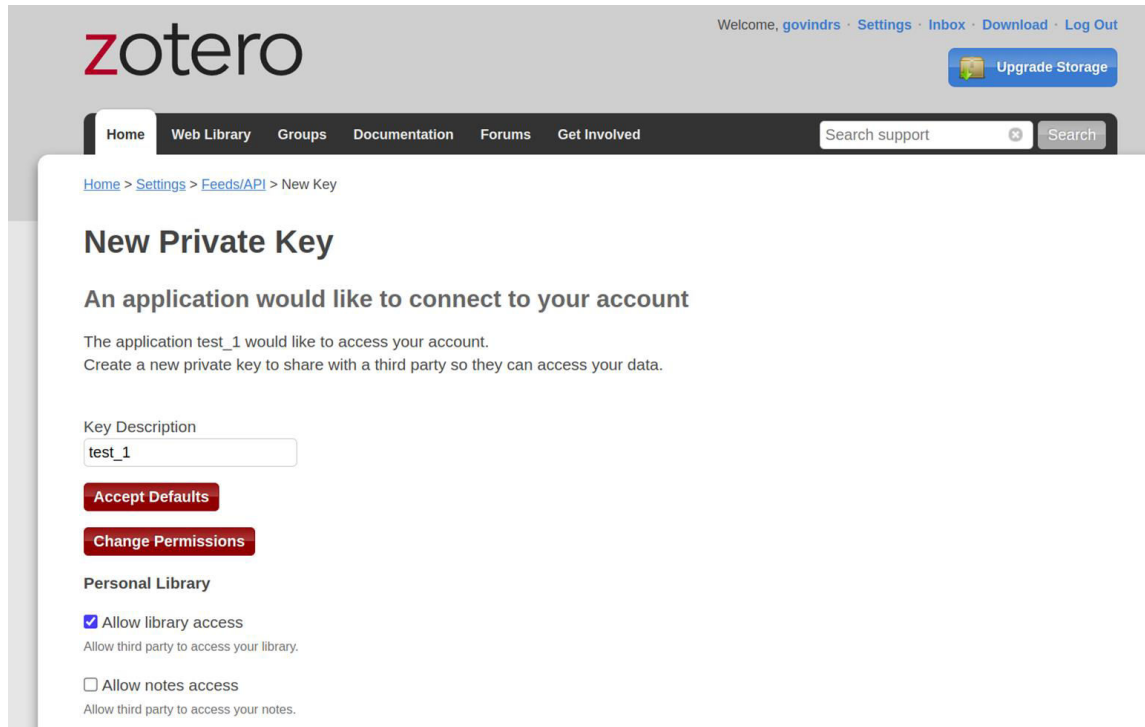 zotero
Welcome, govindrs · Settings · Inbox · Download · Log Out
Upgrade Storage
Home Web Library Groups Documentation Forums Get Involved
Search support Search
Home > Settings > Feeds/API > New Key
New Private Key
An application would like to connect to your account
The application test_1 would like to access your account.
Create a new private key to share with a third party so they can access your data.
Key Description
test_1
Accept Defaults
Change Permissions
Personal Library
Allow library access
Allow third party to access your library.
Allow notes access
Allow third party to access your notes.